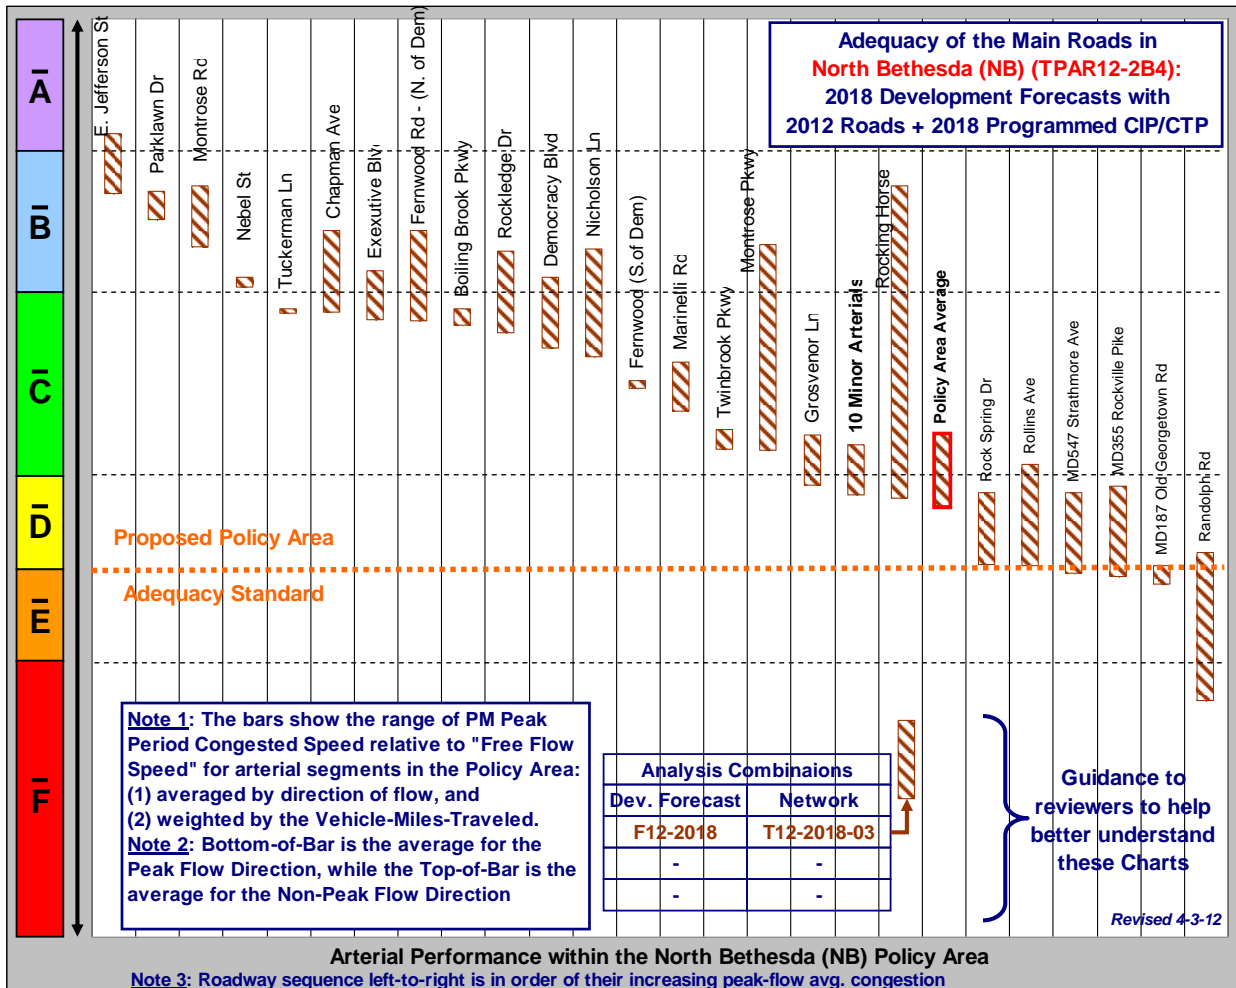 A
B
C
D
E
F
E. Jefferson St
Parklawn Dr
Montrose Rd
Nebel St
Tuckerman Ln
Chapman Ave
Exexutive Blv
Fernwood Rd - (N. of Dem)
Boiling Brook Pkwy
Rockledge Dr
Democracy Blvd
Nicholson Ln
Fernwood (S.of Dem)
Marinelli Rd
Twinbrook Pkwy
Montrose Pkwy
Grosvenor Ln
10 Minor Arterials
Rocking Horse
Policy Area Average
Rock Spring Dr
Rollins Ave
MD547 Strathmore Ave
MD355 Rockville Pike
MD187 Old Georgetown Rd
Randolph Rd
Adequacy of the Main Roads in
North Bethesda (NB) (TPAR12-2B4):
2018 Development Forecasts with
2012 Roads + 2018 Programmed CIP/CTP
Proposed Policy Area
Adequacy Standard
Note 1: The bars show the range of PM Peak
Period Congested Speed relative to "Free Flow
Speed" for arterial segments in the Policy Area:
(1) averaged by direction of flow, and
(2) weighted by the Vehicle-Miles-Traveled.
Note 2: Bottom-of-Bar is the average for the
Peak Flow Direction, while the Top-of-Bar is the
average for the Non-Peak Flow Direction
Analysis Combinaions
Dev. Forecast Network
F12-2018 T12-2018-03
- -
- -
Guidance to
reviewers to help
better understand
these Charts
Revised 4-3-12
Arterial Performance within the North Bethesda (NB) Policy Area
Note 3: Roadway sequence left-to-right is in order of their increasing peak-flow avg. congestion